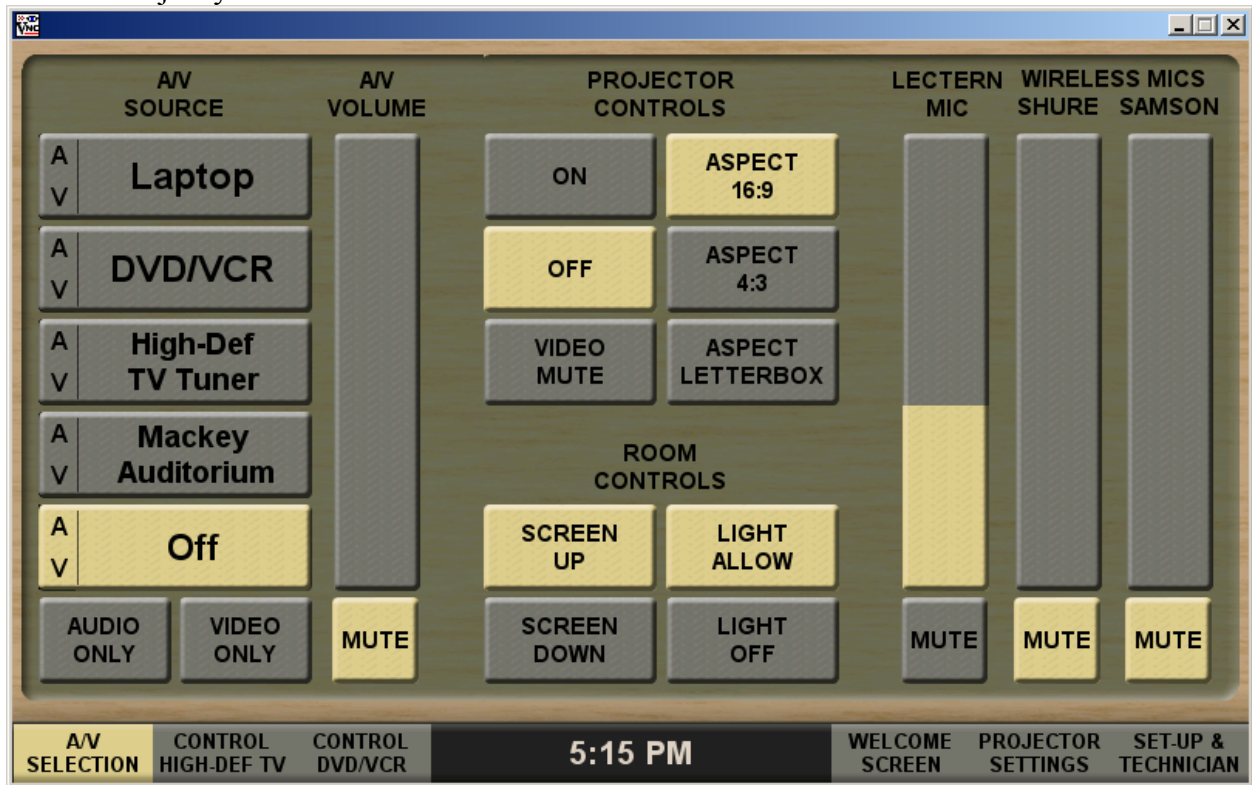 VNC
A/V
SOURCE
A/V
VOLUME
PROJECTOR
CONTROLS
LECTERN
MIC
WIRELESS MICS
SHURE SAMSON
A
V
Laptop
ON
ASPECT
16:9
A
V
DVD/VCR
OFF
ASPECT
4:3
A
V
High-Def
TV Tuner
VIDEO
MUTE
ASPECT
LETTERBOX
A
V
Mackey
Auditorium
ROOM
CONTROLS
A
V
Off
SCREEN
UP
LIGHT
ALLOW
AUDIO
ONLY
VIDEO
ONLY
MUTE
SCREEN
DOWN
LIGHT
OFF
MUTE
MUTE
MUTE
A/V
SELECTION
CONTROL
HIGH-DEF TV
CONTROL
DVD/VCR
5:15 PM
WELCOME
SCREEN
PROJECTOR
SETTINGS
SET-UP &
TECHNICIAN